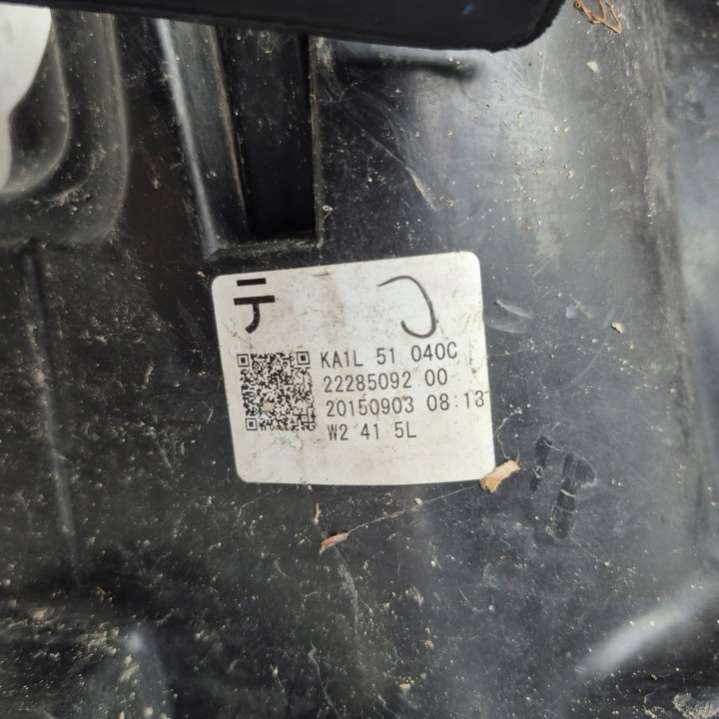 テ
KA1L 51 040C
22285092 00
20150903 08:13
W2 41 5L